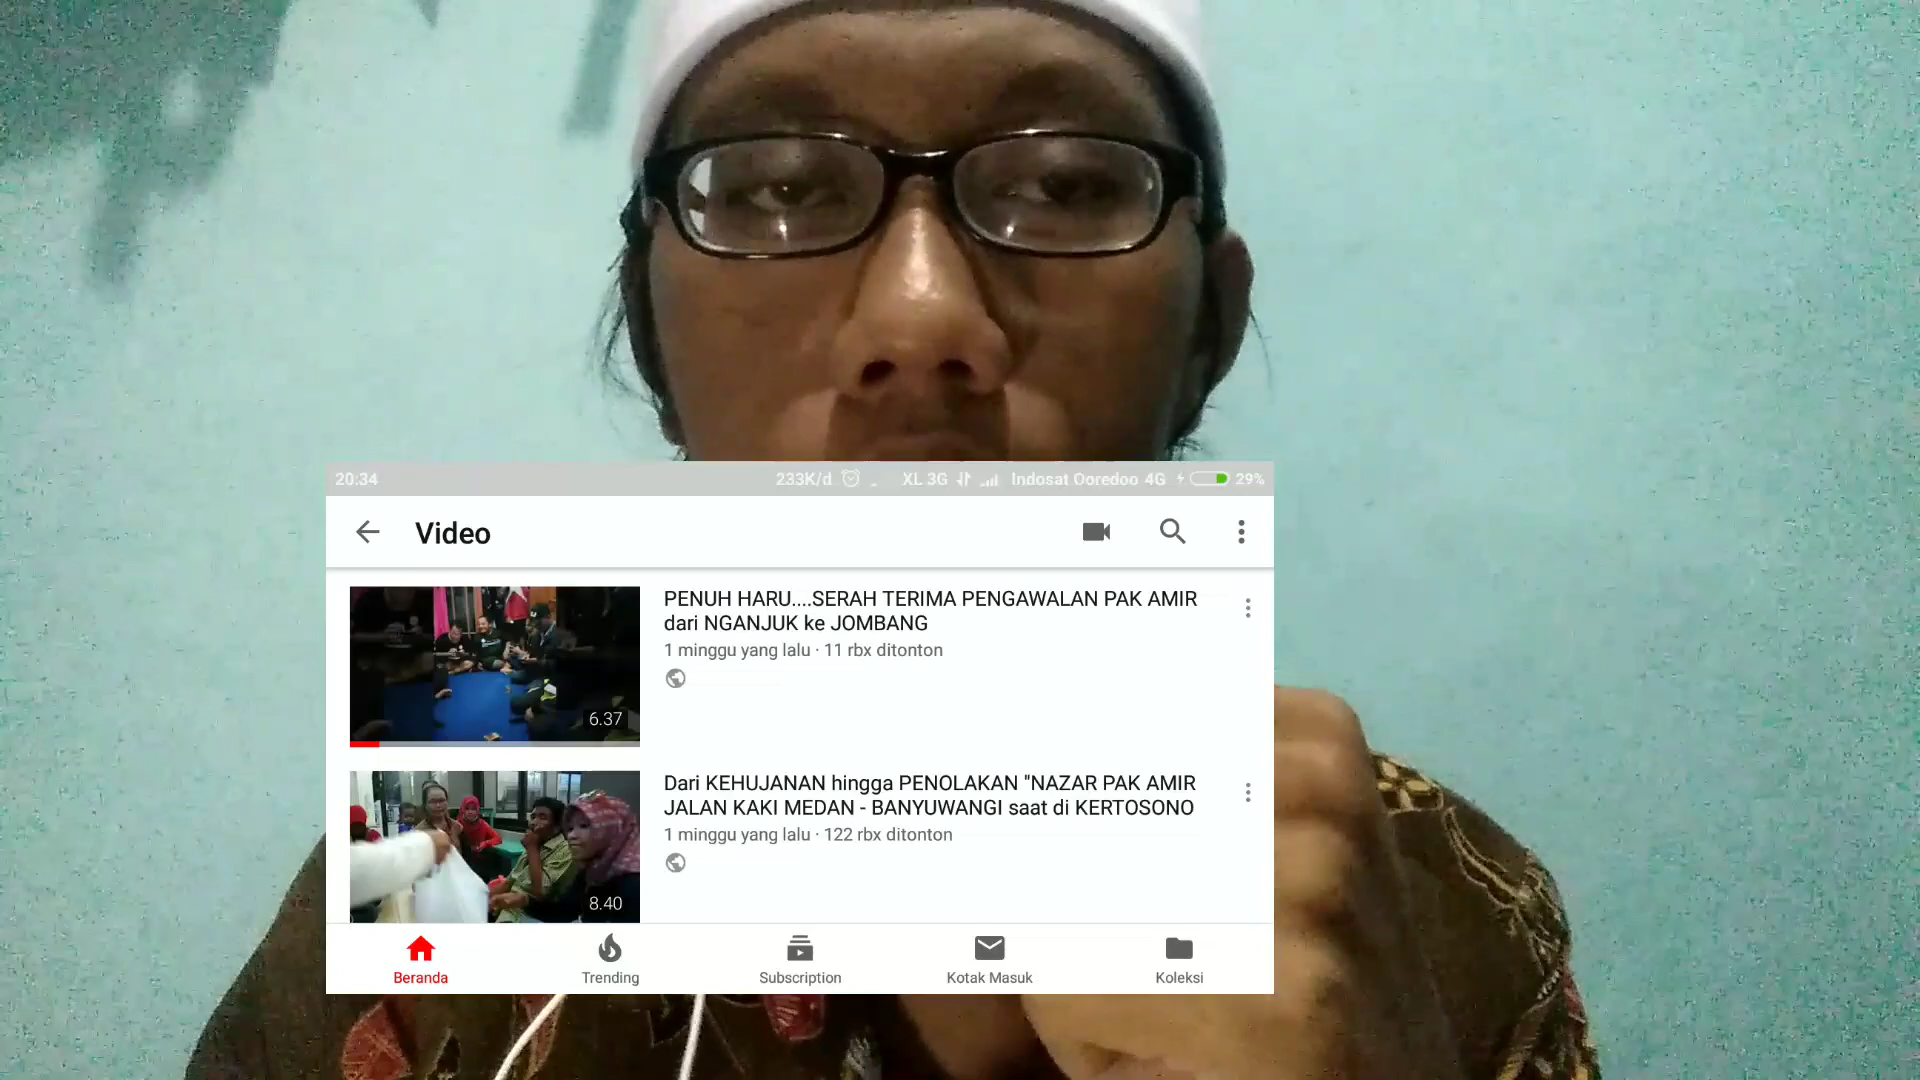 20:34
233K/d XL 3G Indosat Ooredoo 4G 29%
Video
PENUH HARU....SERAH TERIMA PENGAWALAN PAK AMIR
dari NGANJUK ke JOMBANG
1 minggu yang lalu · 11 rbx ditonton
6.37
Dari KEHUJANAN hingga PENOLAKAN "NAZAR PAK AMIR
JALAN KAKI MEDAN - BANYUWANGI saat di KERTOSONO
1 minggu yang lalu · 122 rbx ditonton
8.40
Beranda
Trending
Subscription
Kotak Masuk
Koleksi